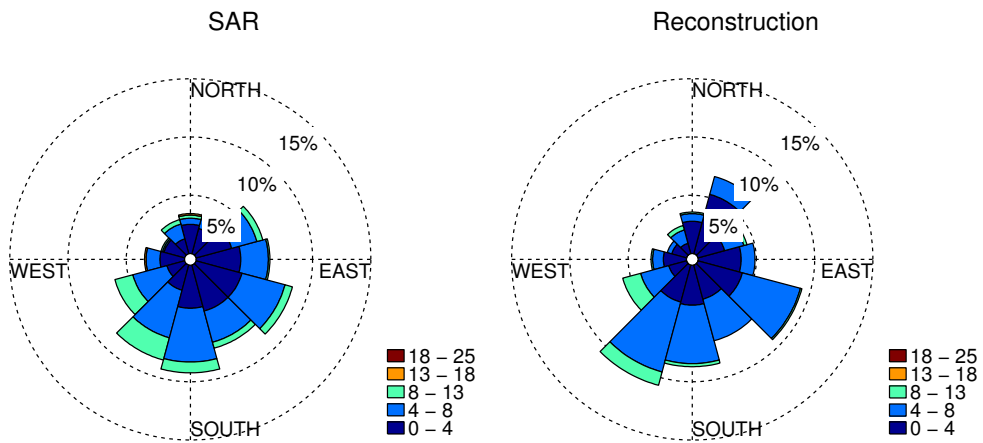 SAR
NORTH
15%
10%
5%
WEST
EAST
SOUTH
18 – 25
13 – 18
8 – 13
4 – 8
0 – 4
Reconstruction
NORTH
15%
10%
5%
WEST
EAST
SOUTH
18 – 25
13 – 18
8 – 13
4 – 8
0 – 4